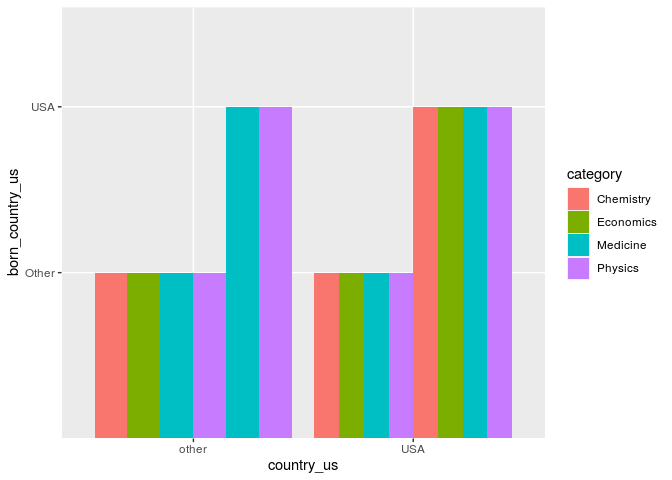 USA
Other
born_country_us
other
USA
country_us
category
Chemistry
Economics
Medicine
Physics